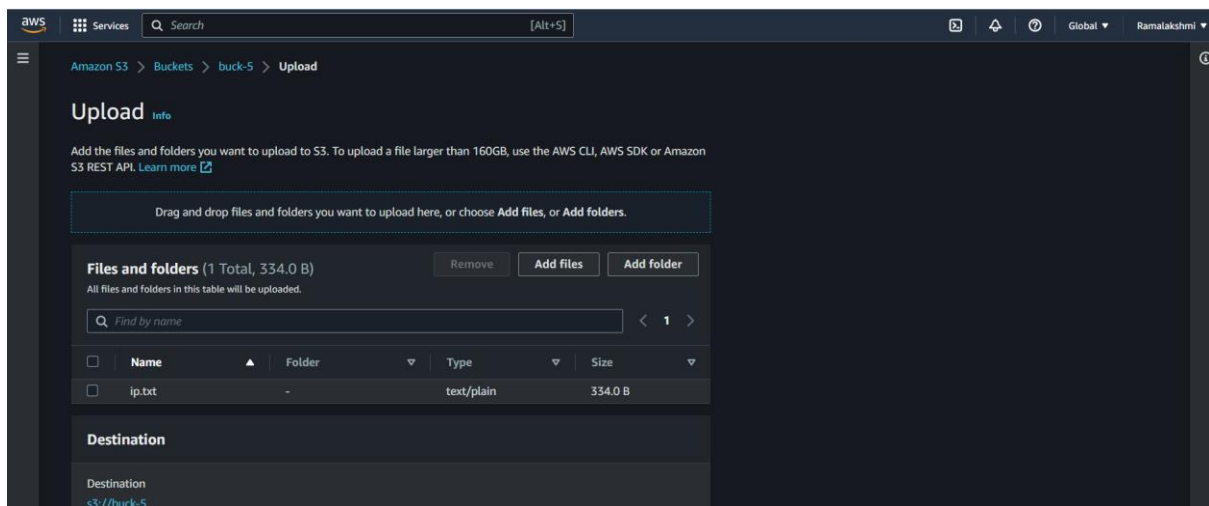 aws Services Search [Alt+S] Global Ramalakshmi
Amazon S3 > Buckets > buck-5 > Upload
Upload Info
Add the files and folders you want to upload to S3. To upload a file larger than 160GB, use the AWS CLI, AWS SDK or Amazon
S3 REST API. Learn more
Drag and drop files and folders you want to upload here, or choose Add files, or Add folders.
Files and folders (1 Total, 334.0 B) Remove Add files Add folder
All files and folders in this table will be uploaded.
Find by name < 1 >
Name Folder Type Size
ip.txt - text/plain 334.0 B
Destination
Destination
s3://buck-5